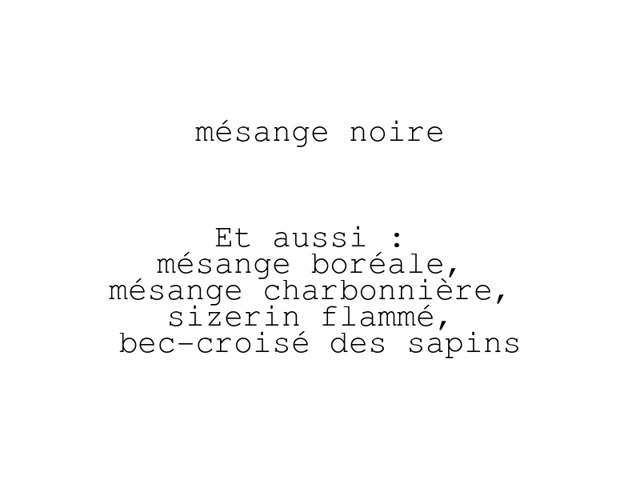 mésange noire
Et aussi :
mésange boréale,
mésange charbonnière,
sizerin flammé,
bec-croisé des sapins